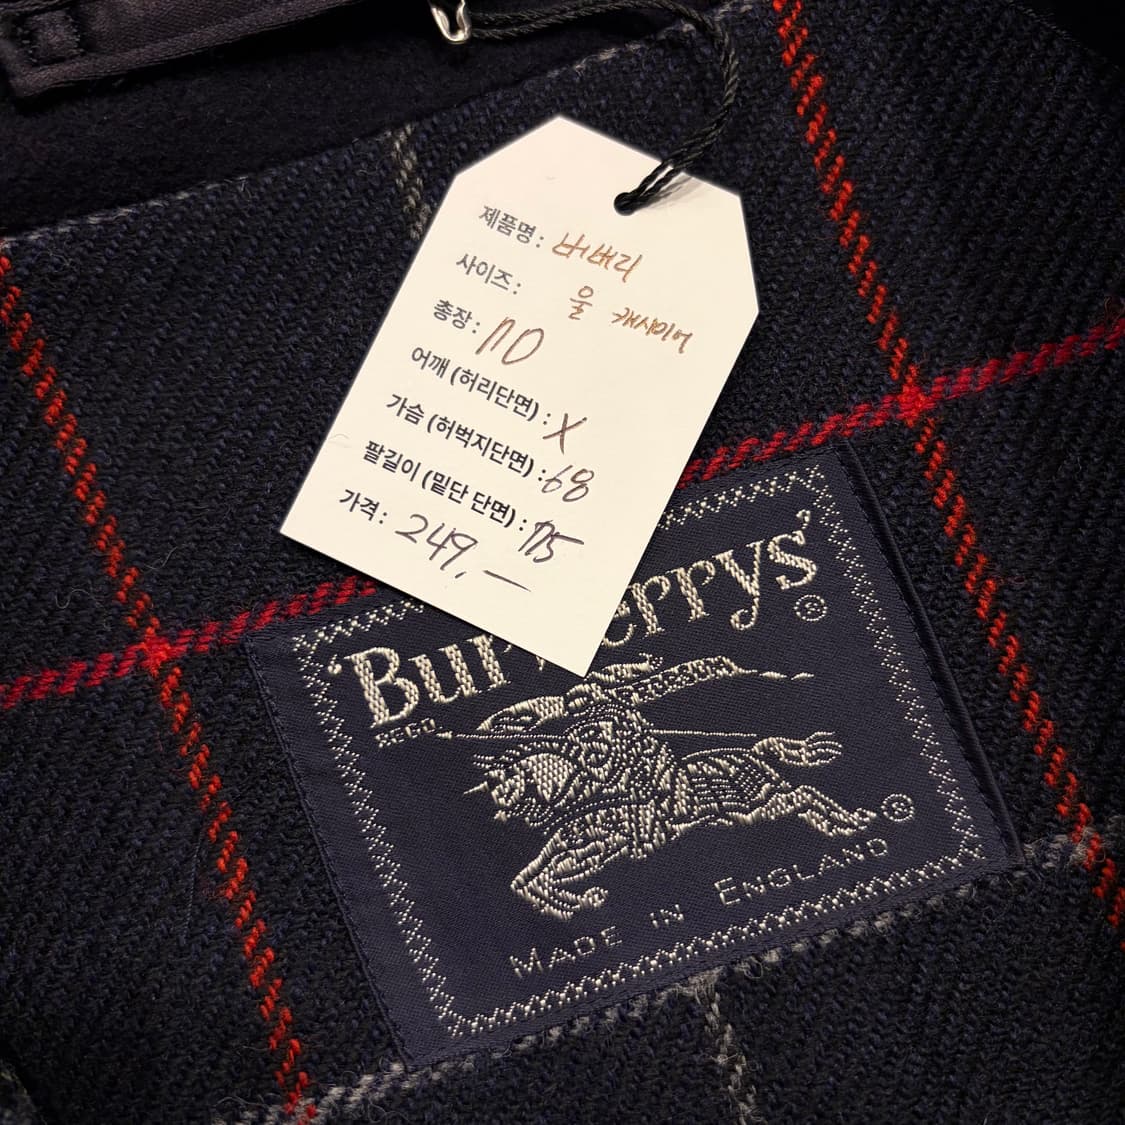 제품명: 버버리
사이즈: 울 캐시미어
총장: 110
어깨 (허리단면): X
가슴 (허벅지단면): 68
팔길이 (밑단 단면): 75
가격: 249,—
Burberrys'
REGD.
©
®
MADE IN ENGLAND